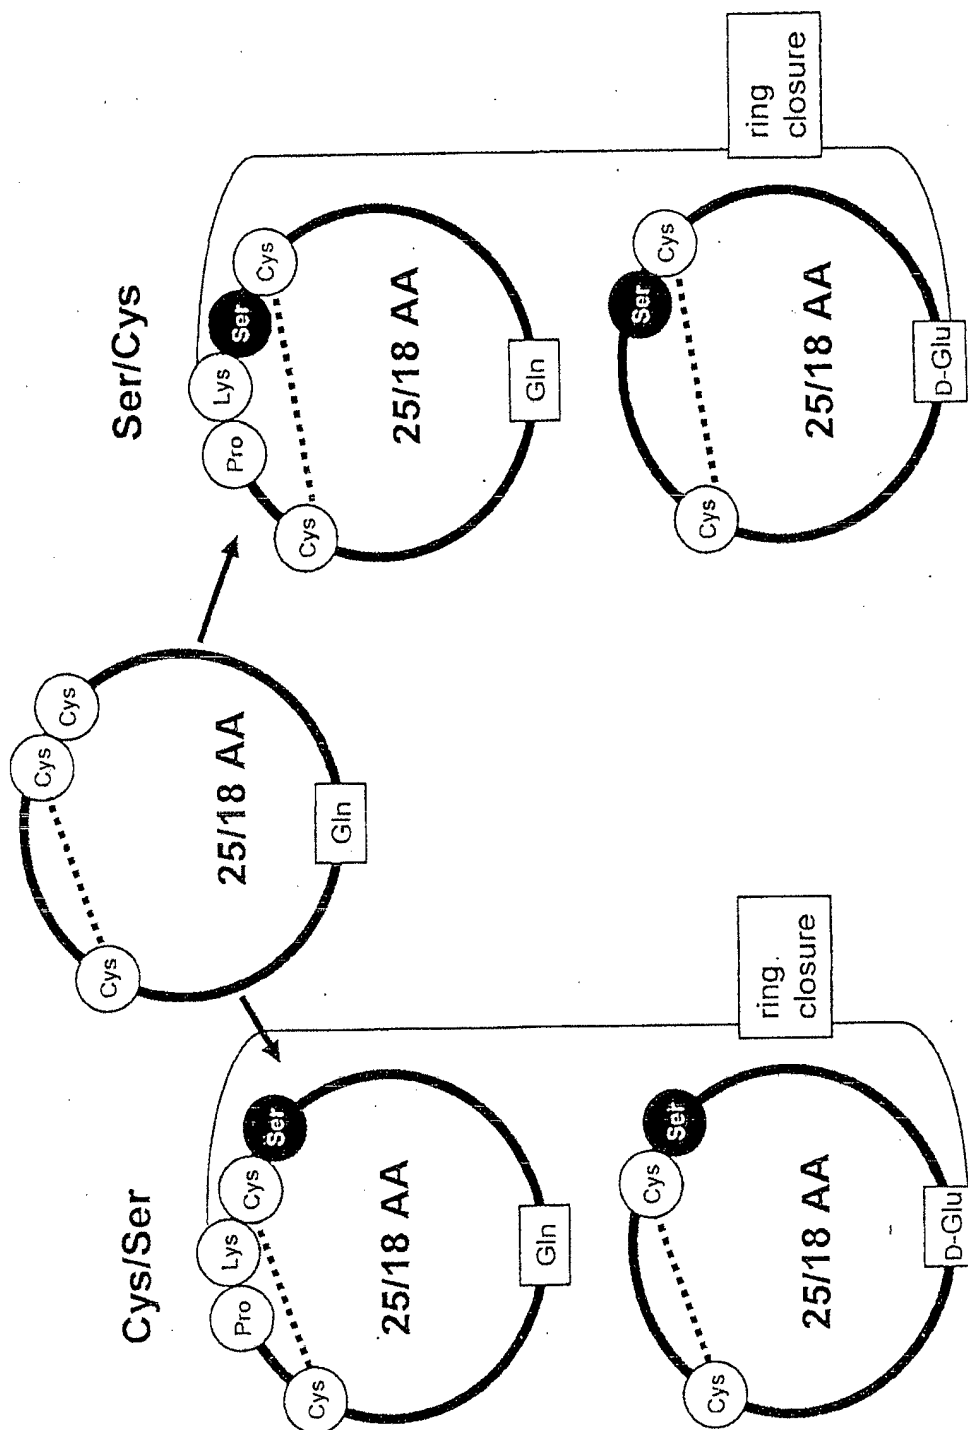 Cys
Cys
Cys
25/18 AA
Gln
Cys/Ser
Pro
Lys
Cys
Ser
Cys
25/18 AA
Gln
Cys
Ser
Cys
25/18 AA
D-Glu
ring.
closure
Ser/Cys
Pro
Lys
Ser
Cys
Cys
25/18 AA
Gln
Ser
Cys
Cys
25/18 AA
D-Glu
ring
closure